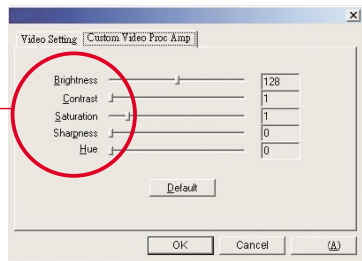 Video Setting Custom Video Proc Amp
Brightness 128
Contrast 1
Saturation 1
Sharpness 0
Hue 0
Default
OK Cancel (A)